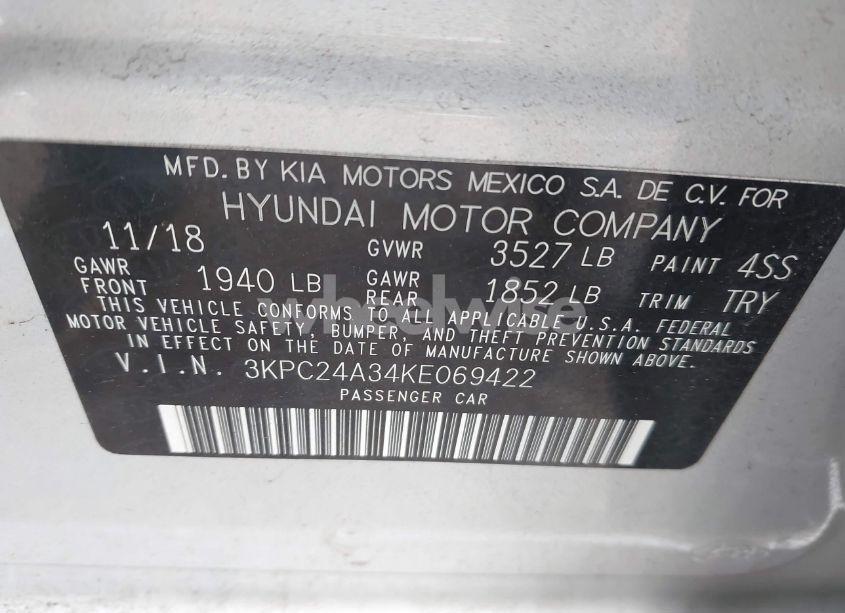 MFD. BY KIA MOTORS MEXICO S.A. DE C.V. FOR
HYUNDAI MOTOR COMPANY
11/18 GVWR 3527 LB PAINT 4SS
GAWR FRONT 1940 LB GAWR REAR 1852 LB TRIM TRY
THIS VEHICLE CONFORMS TO ALL APPLICABLE U.S.A. FEDERAL
MOTOR VEHICLE SAFETY, BUMPER, AND THEFT PREVENTION STANDARDS
IN EFFECT ON THE DATE OF MANUFACTURE SHOWN ABOVE.
V.I.N. 3KPC24A34KE069422
PASSENGER CAR
wheelwise